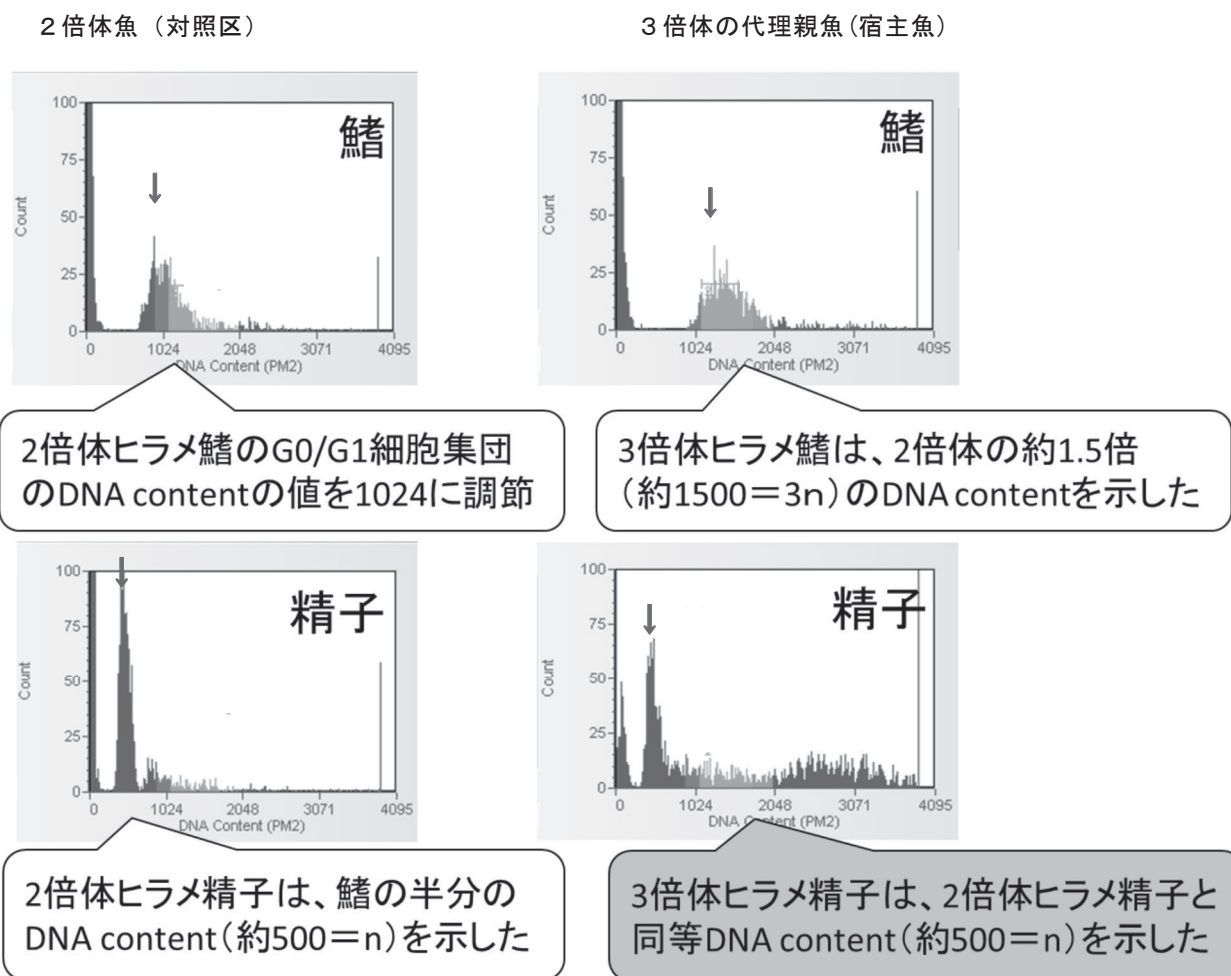 2倍体魚（対照区）
3倍体の代理親魚(宿主魚）
鰭
100
75
50
25
0
Count
0 1024 2048 3071 4095
DNA Content (PM2)
鰭
100
75
50
25
0
Count
0 1024 2048 3071 4095
DNA Content (PM2)
2倍体ヒラメ鰭のG0/G1細胞集団
のDNA contentの値を1024に調節
3倍体ヒラメ鰭は、2倍体の約1.5倍
（約1500＝3n）のDNA contentを示した
精子
100
75
50
25
0
Count
0 1024 2048 3071 4095
DNA Content (PM2)
精子
100
75
50
25
0
Count
0 1024 2048 3071 4095
DNA Content (PM2)
2倍体ヒラメ精子は、鰭の半分の
DNA content（約500＝n）を示した
3倍体ヒラメ精子は、2倍体ヒラメ精子と
同等DNA content（約500＝n）を示した